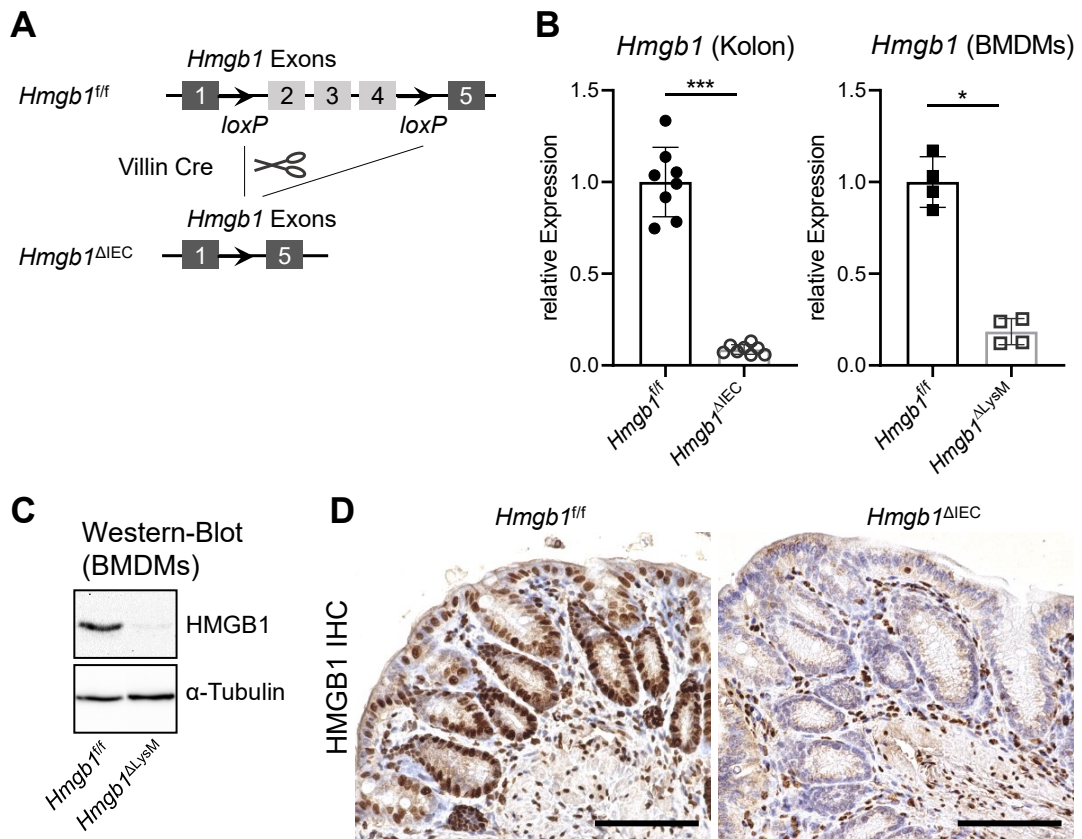 A
Hmgb1 Exons
Hmgb1f/f
1 2 3 4 5
loxP loxP
Villin Cre
Hmgb1 Exons
Hmgb1ΔIEC
1 5
B
Hmgb1 (Kolon)
***
relative Expression
1.5
1.0
0.5
0.0
Hmgb1f/f
Hmgb1ΔIEC
Hmgb1 (BMDMs)
*
relative Expression
1.5
1.0
0.5
0.0
Hmgb1f/f
Hmgb1ΔLysM
C
Western-Blot
(BMDMs)
HMGB1
α-Tubulin
Hmgb1f/f
Hmgb1ΔLysM
D
Hmgb1f/f
Hmgb1ΔIEC
HMGB1 IHC